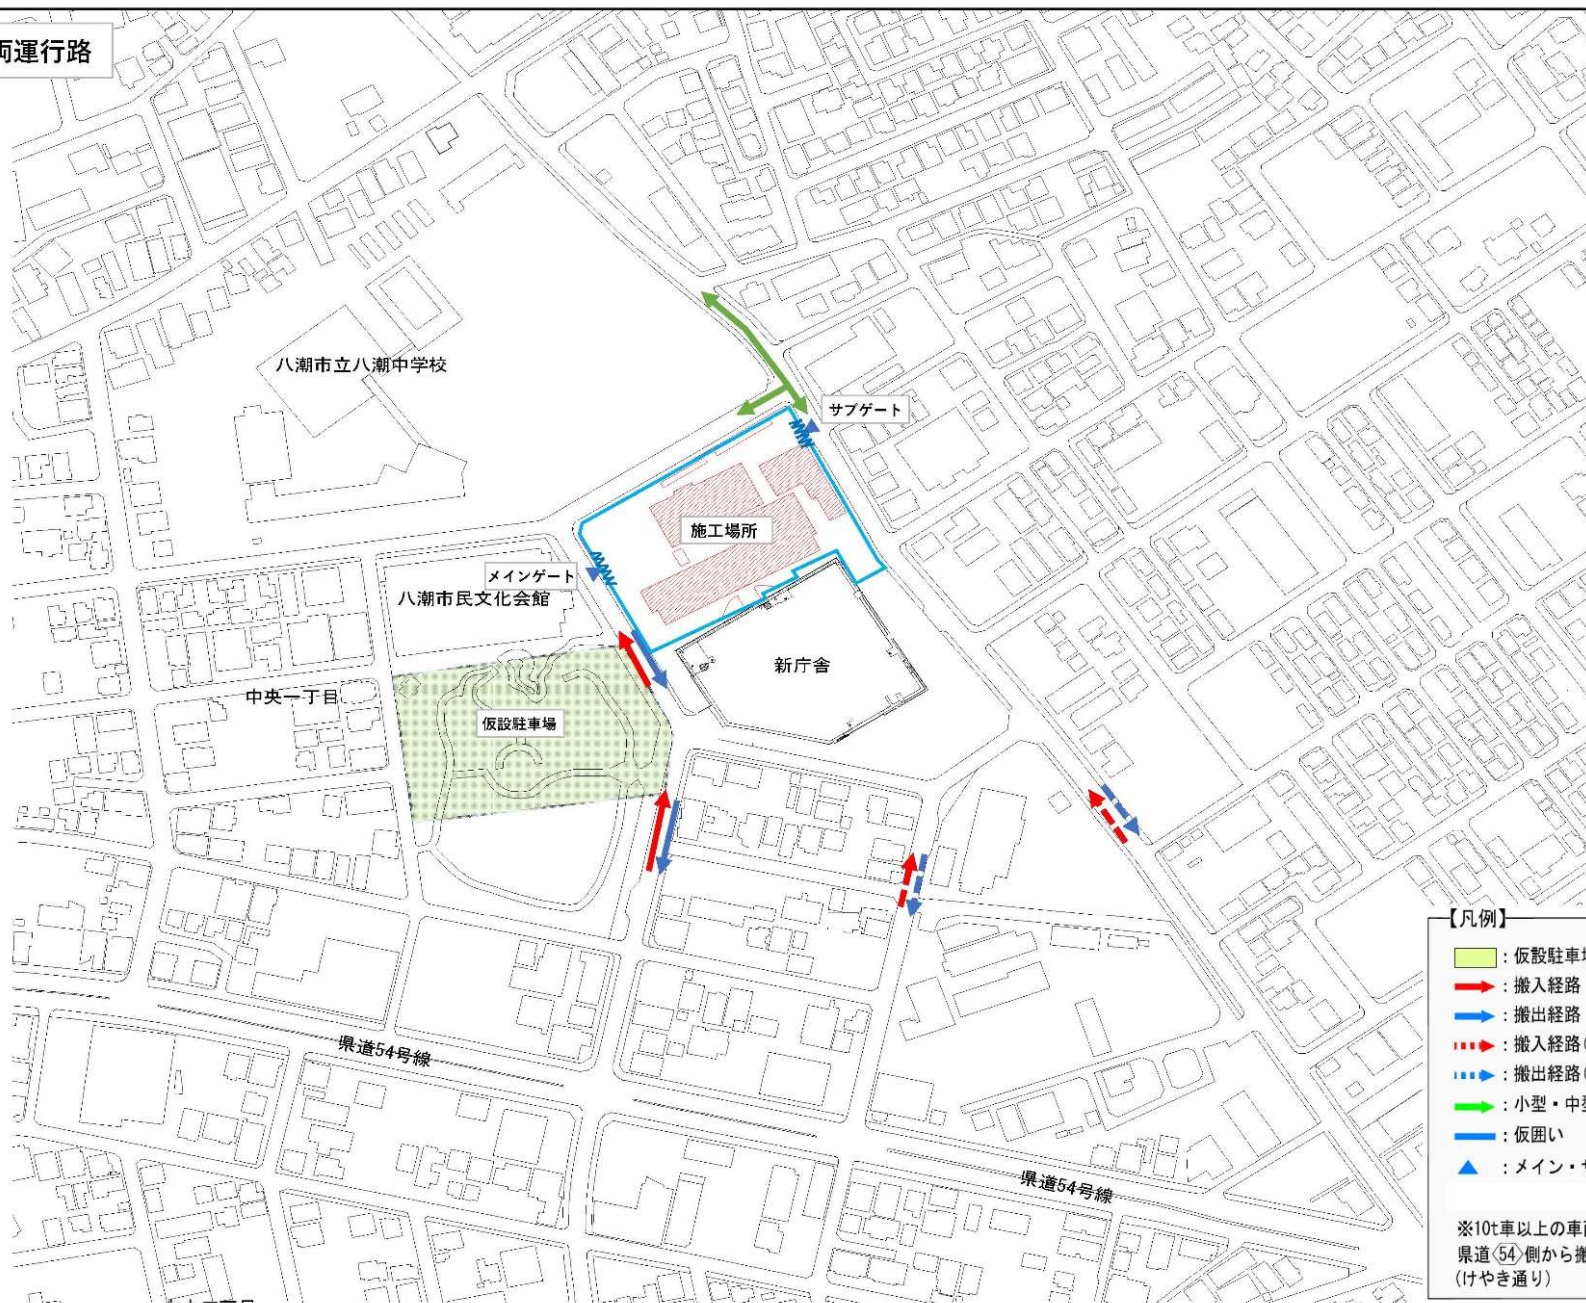 両運行路
八潮市立八潮中学校
サブゲート
施工場所
メインゲート
八潮市民文化会館
新庁舎
中央一丁目
仮設駐車場
県道54号線
県道54号線
【凡例】
：仮設駐車場
：搬入経路
：搬出経路
：搬入経路(
：搬出経路(
：小型・中型
：仮囲い
：メイン・サ
※10t車以上の車両
県道54側から搬
(けやき通り)